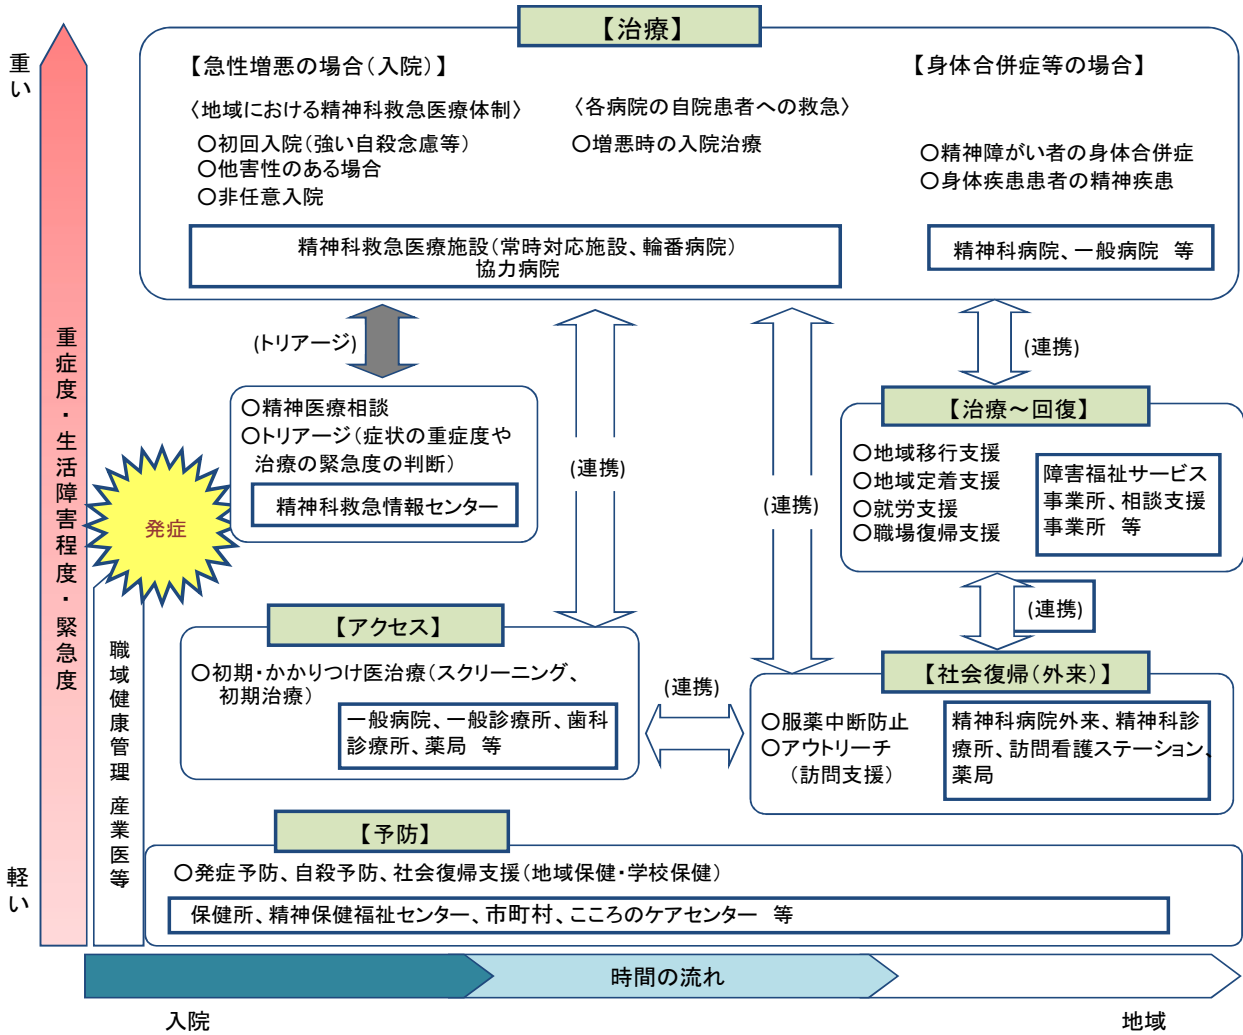 【治療】
重い
【急性増悪の場合(入院)】
〈地域における精神科救急医療体制〉
○初回入院(強い自殺念慮等)
○他害性のある場合
○非任意入院
〈各病院の自院患者への救急〉
○増悪時の入院治療
【身体合併症等の場合】
○精神障がい者の身体合併症
○身体疾患患者の精神疾患
精神科救急医療施設(常時対応施設、輪番病院)
協力病院
精神科病院、一般病院 等
(トリアージ)
(連携)
(連携)
(連携)
重症度・生活障害程度・緊急度
○精神医療相談
○トリアージ(症状の重症度や
治療の緊急度の判断)
精神科救急情報センター
発症
【治療~回復】
○地域移行支援
○地域定着支援
○就労支援
○職場復帰支援
障害福祉サービス
事業所、相談支援
事業所 等
(連携)
職域健康管理 産業医等
【アクセス】
○初期・かかりつけ医治療(スクリーニング、
初期治療)
一般病院、一般診療所、歯科
診療所、薬局 等
(連携)
【社会復帰(外来)】
○服薬中断防止
○アウトリーチ
(訪問支援)
精神科病院外来、精神科診
療所、訪問看護ステーション、
薬局
【予防】
○発症予防、自殺予防、社会復帰支援(地域保健・学校保健)
保健所、精神保健福祉センター、市町村、こころのケアセンター 等
軽い
時間の流れ
入院
地域